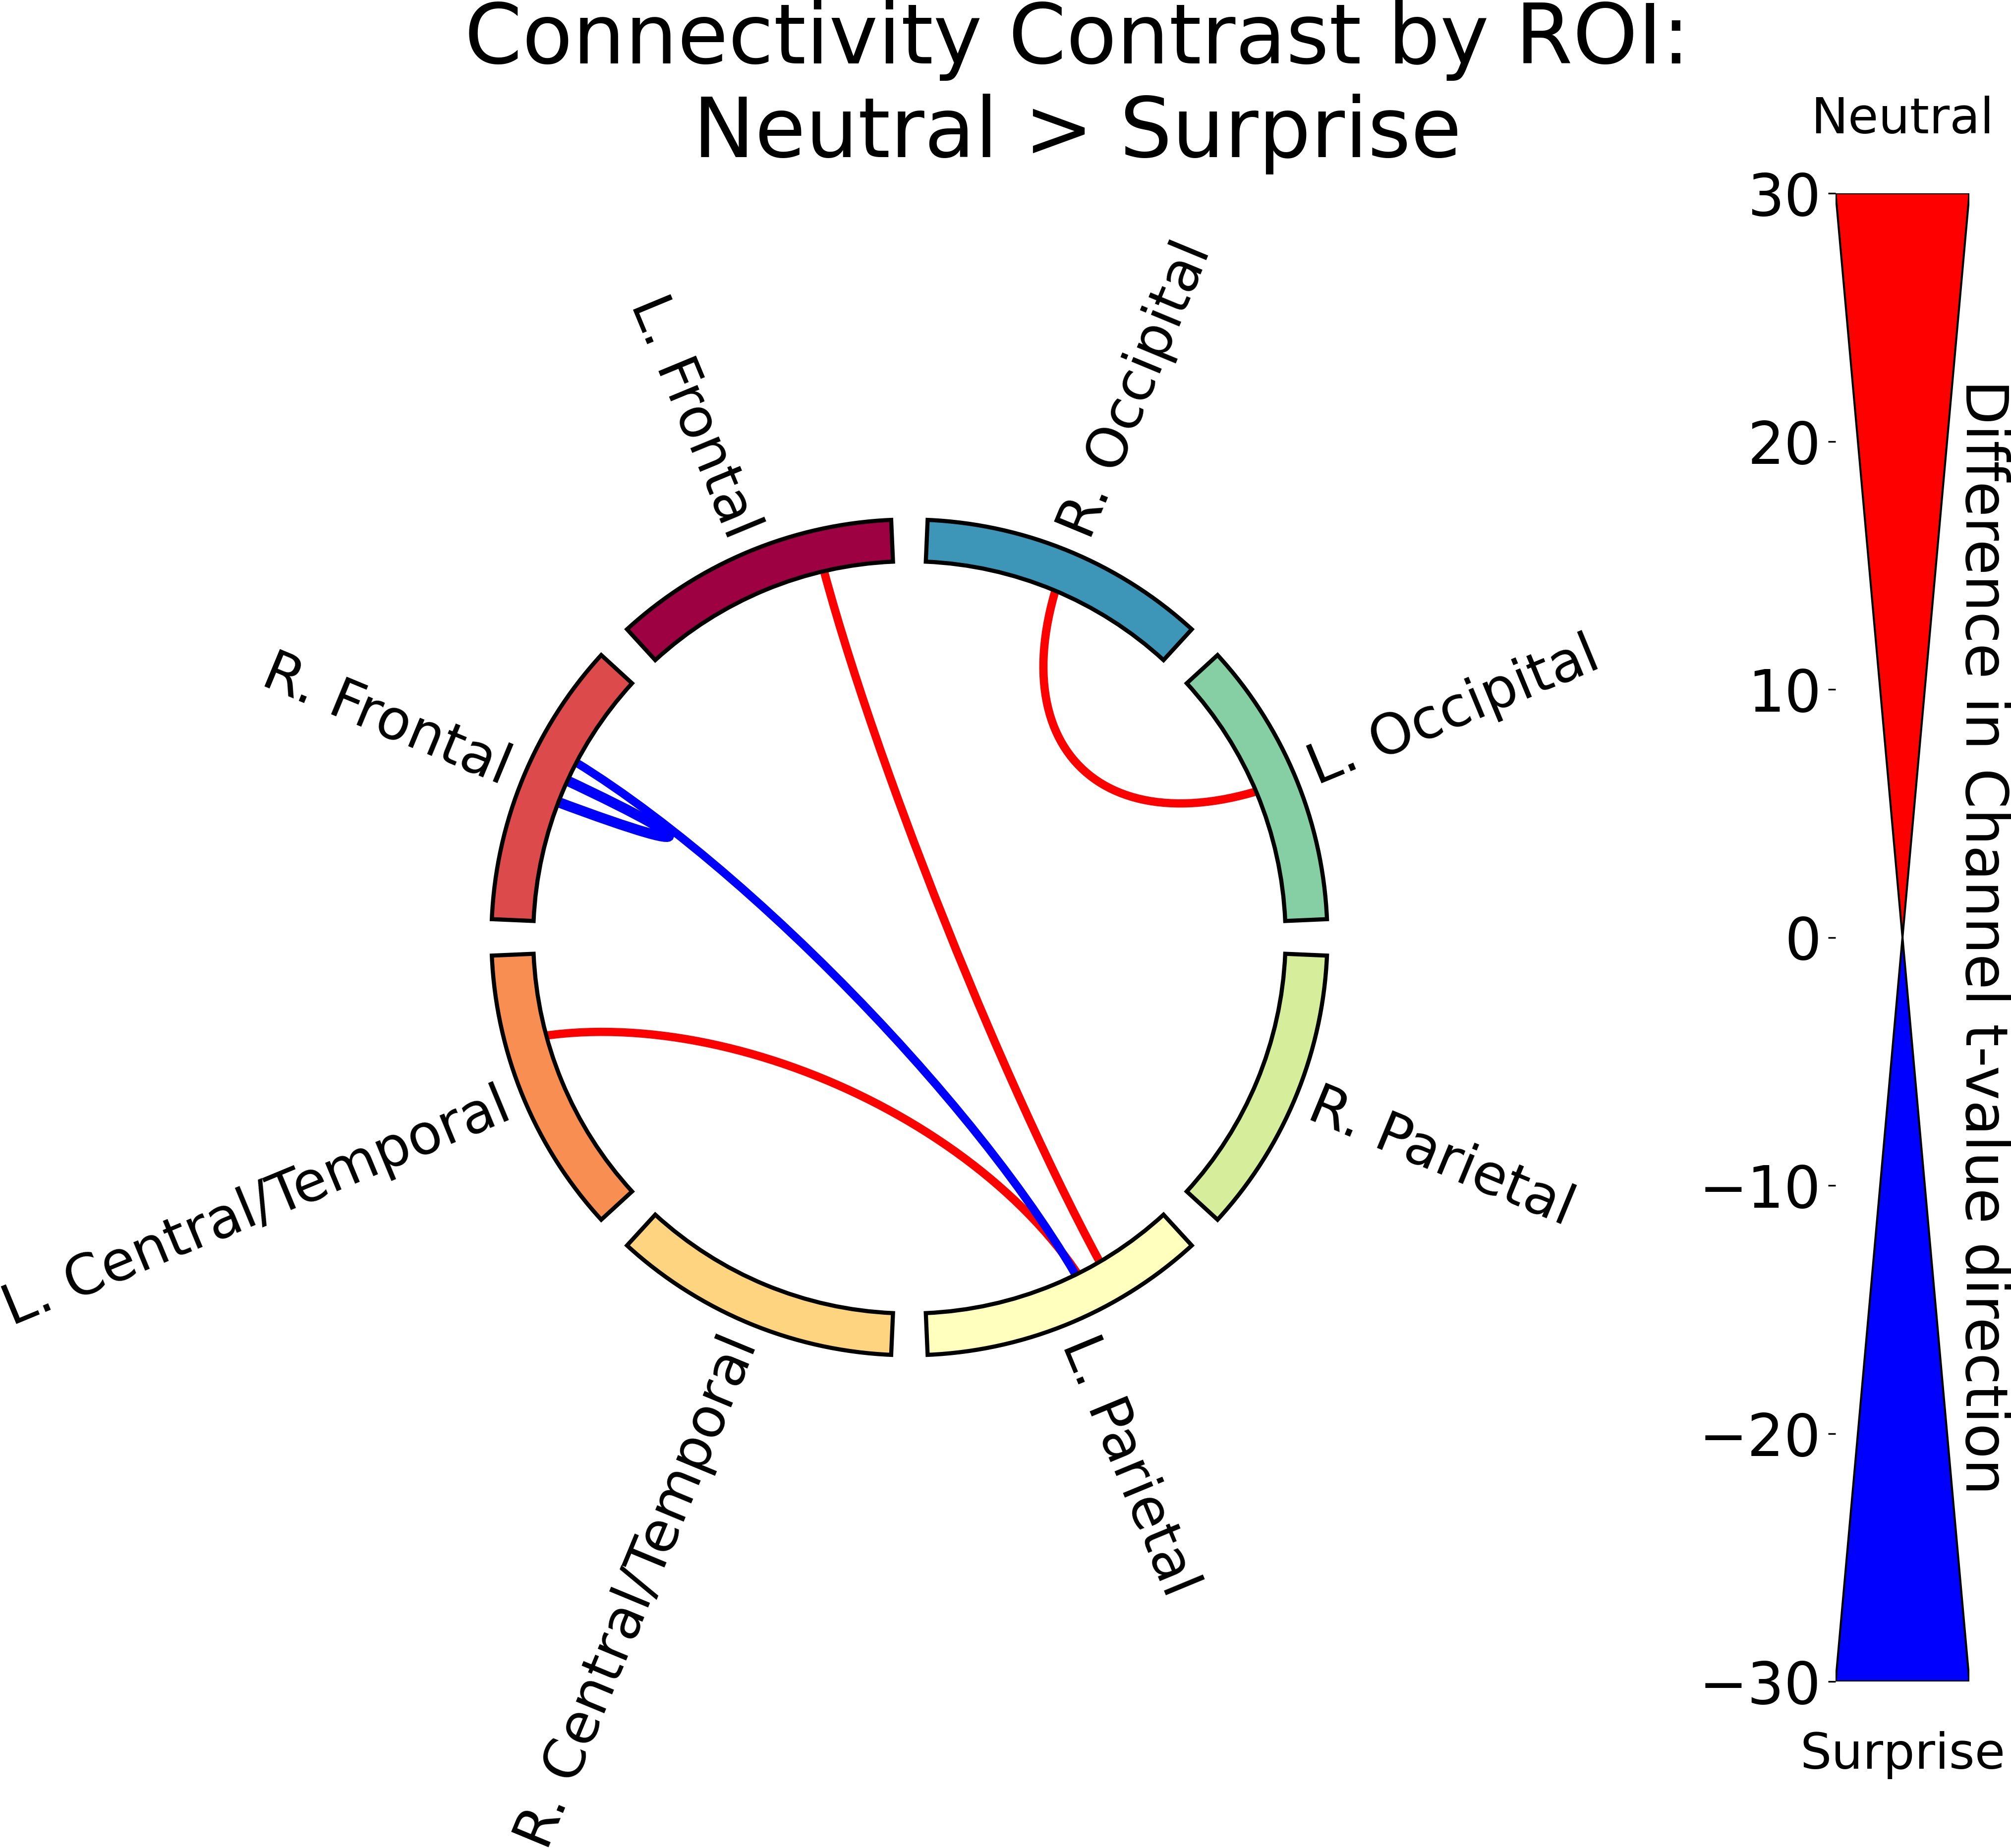 Connectivity Contrast by ROI:
Neutral > Surprise
Neutral
30
20
10
0
−10
−20
−30
Surprise
Difference in Channel t-value direction
L. Frontal
R. Occipital
R. Frontal
L. Occipital
L. Central/Temporal
R. Parietal
R. Central/Temporal
L. Parietal